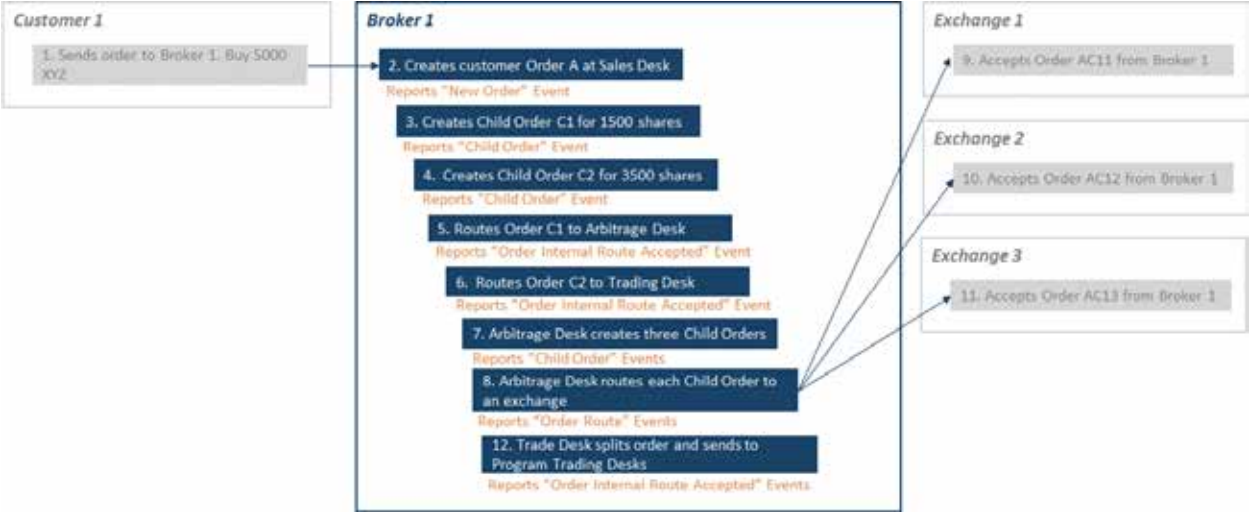 Customer 1
1. Sends order to Broker 1. Buy 5000
XYZ
Broker 1
2. Creates customer Order A at Sales Desk
Reports "New Order" Event
3. Creates Child Order C1 for 1500 shares
Reports "Child Order" Event
4. Creates Child Order C2 for 3500 shares
Reports "Child Order" Event
5. Routes Order C1 to Arbitrage Desk
Reports "Order Internal Route Accepted" Event
6. Routes Order C2 to Trading Desk
Reports "Order Internal Route Accepted" Event
7. Arbitrage Desk creates three Child Orders
Reports "Child Order" Events
8. Arbitrage Desk routes each Child Order to
an exchange
Reports "Order Route" Events
12. Trade Desk splits order and sends to
Program Trading Desks
Reports "Order Internal Route Accepted" Events
Exchange 1
9. Accepts Order AC11 from Broker 1
Exchange 2
10. Accepts Order AC12 from Broker 1
Exchange 3
11. Accepts Order AC13 from Broker 1